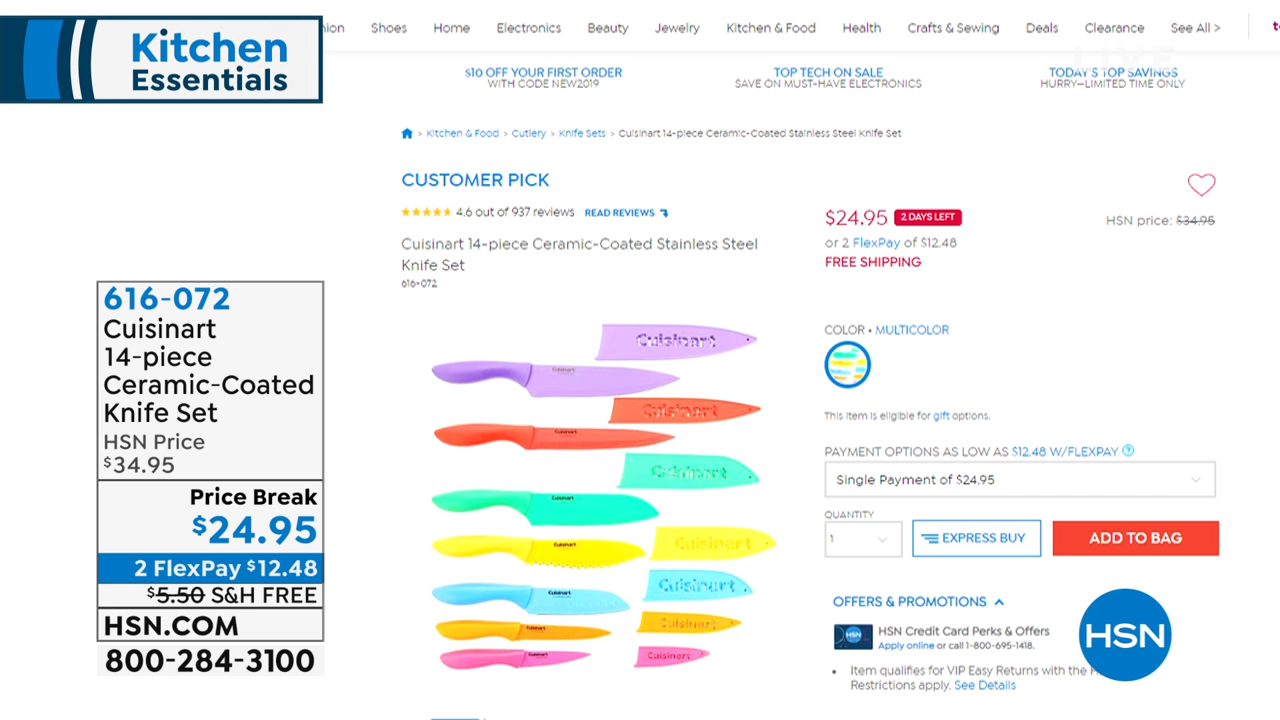 Kitchen
Essentials
Shoes
Home
Electronics
Beauty
Jewelry
Kitchen & Food
Health
Crafts & Sewing
Deals
Clearance
See All >
LIVE
$10 OFF YOUR FIRST ORDER
WITH CODE NEW2019
TOP TECH ON SALE
SAVE ON MUST-HAVE ELECTRONICS
TODAY'S TOP SAVINGS
HURRY—LIMITED TIME ONLY
Kitchen & Food > Cutlery > Knife Sets > Cuisinart 14-piece Ceramic-Coated Stainless Steel Knife Set
CUSTOMER PICK
4.6 out of 937 reviews READ REVIEWS
Cuisinart 14-piece Ceramic-Coated Stainless Steel
Knife Set
616-072
$24.95 2 DAYS LEFT
HSN price: $34.95
or 2 FlexPay of $12.48
FREE SHIPPING
COLOR • MULTICOLOR
This item is eligible for gift options.
PAYMENT OPTIONS AS LOW AS $12.48 W/FLEXPAY ?
Single Payment of $24.95
QUANTITY
1
EXPRESS BUY
ADD TO BAG
OFFERS & PROMOTIONS
HSN
HSN Credit Card Perks & Offers
Apply online or call 1-800-695-1418.
• Item qualifies for VIP Easy Returns with the
Restrictions apply. See Details
HSN
Cuisinart
Cuisinart
Cuisinart
Cuisinart
Cuisinart
Cuisinart
Cuisinart
Cuisinart
Cuisinart
Cuisinart
Cuisinart
Cuisinart
Cuisinart
Cuisinart
616-072
Cuisinart
14-piece
Ceramic-Coated
Knife Set
HSN Price
$34.95
Price Break
$24.95
2 FlexPay $12.48
$5.50 S&H FREE
HSN.COM
800-284-3100